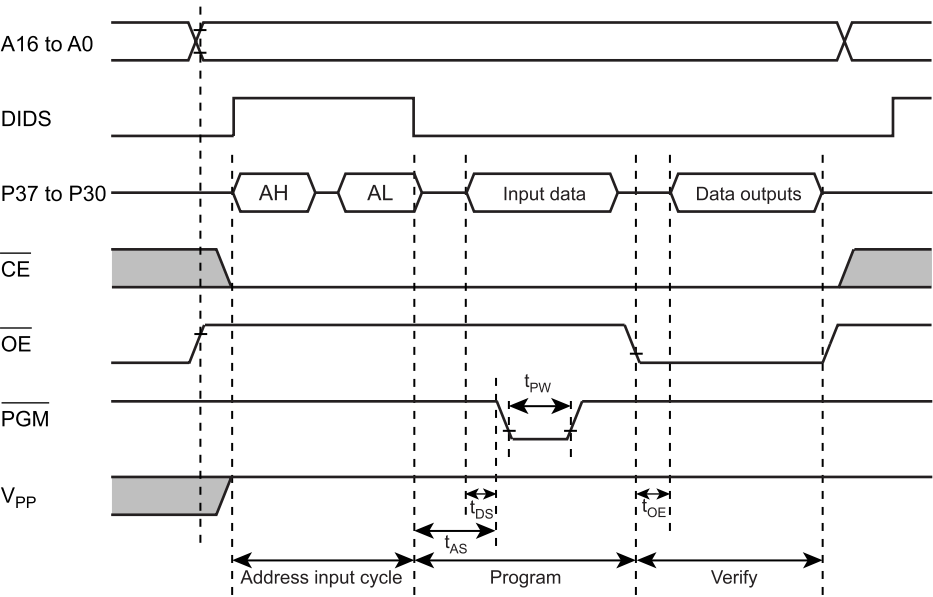 A16 to A0
DIDS
P37 to P30 AH AL Input data Data outputs
CE
OE
tPW
PGM
VPP
tDS tOE
tAS
Address input cycle Program Verify